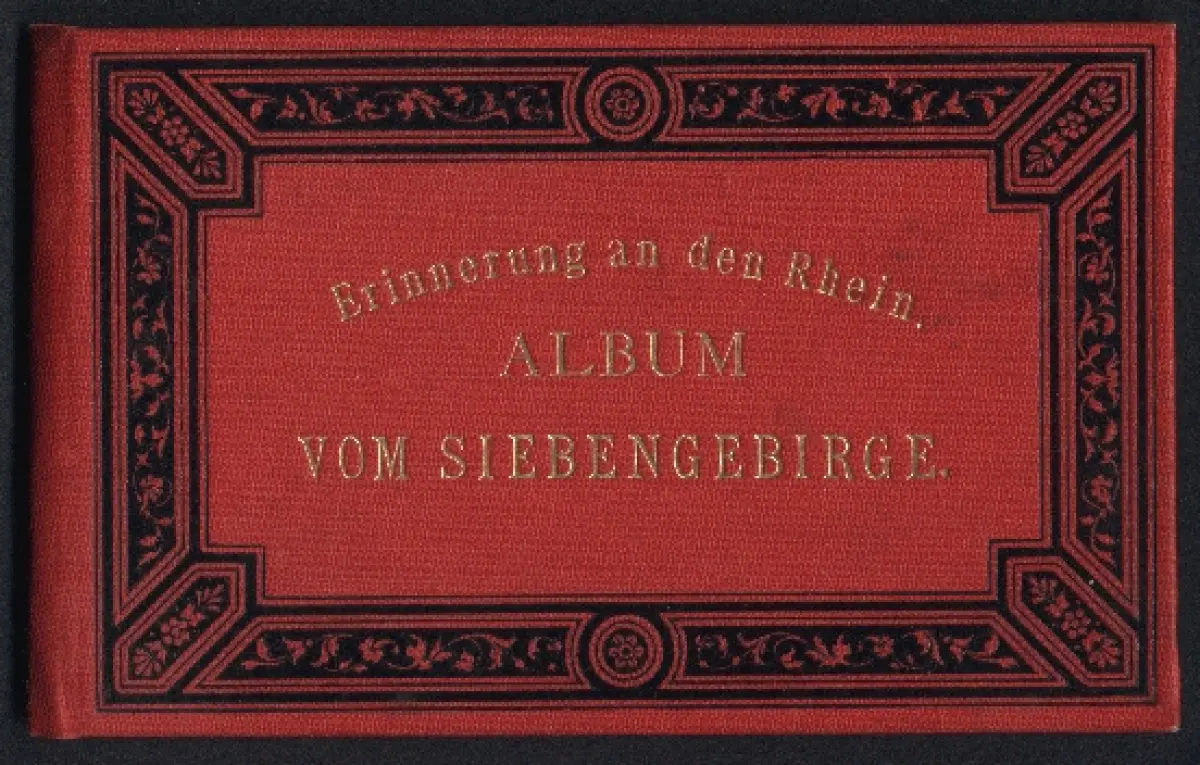 Erinnerung an den Rhein.
ALBUM
VOM SIEBENGEBIRGE.